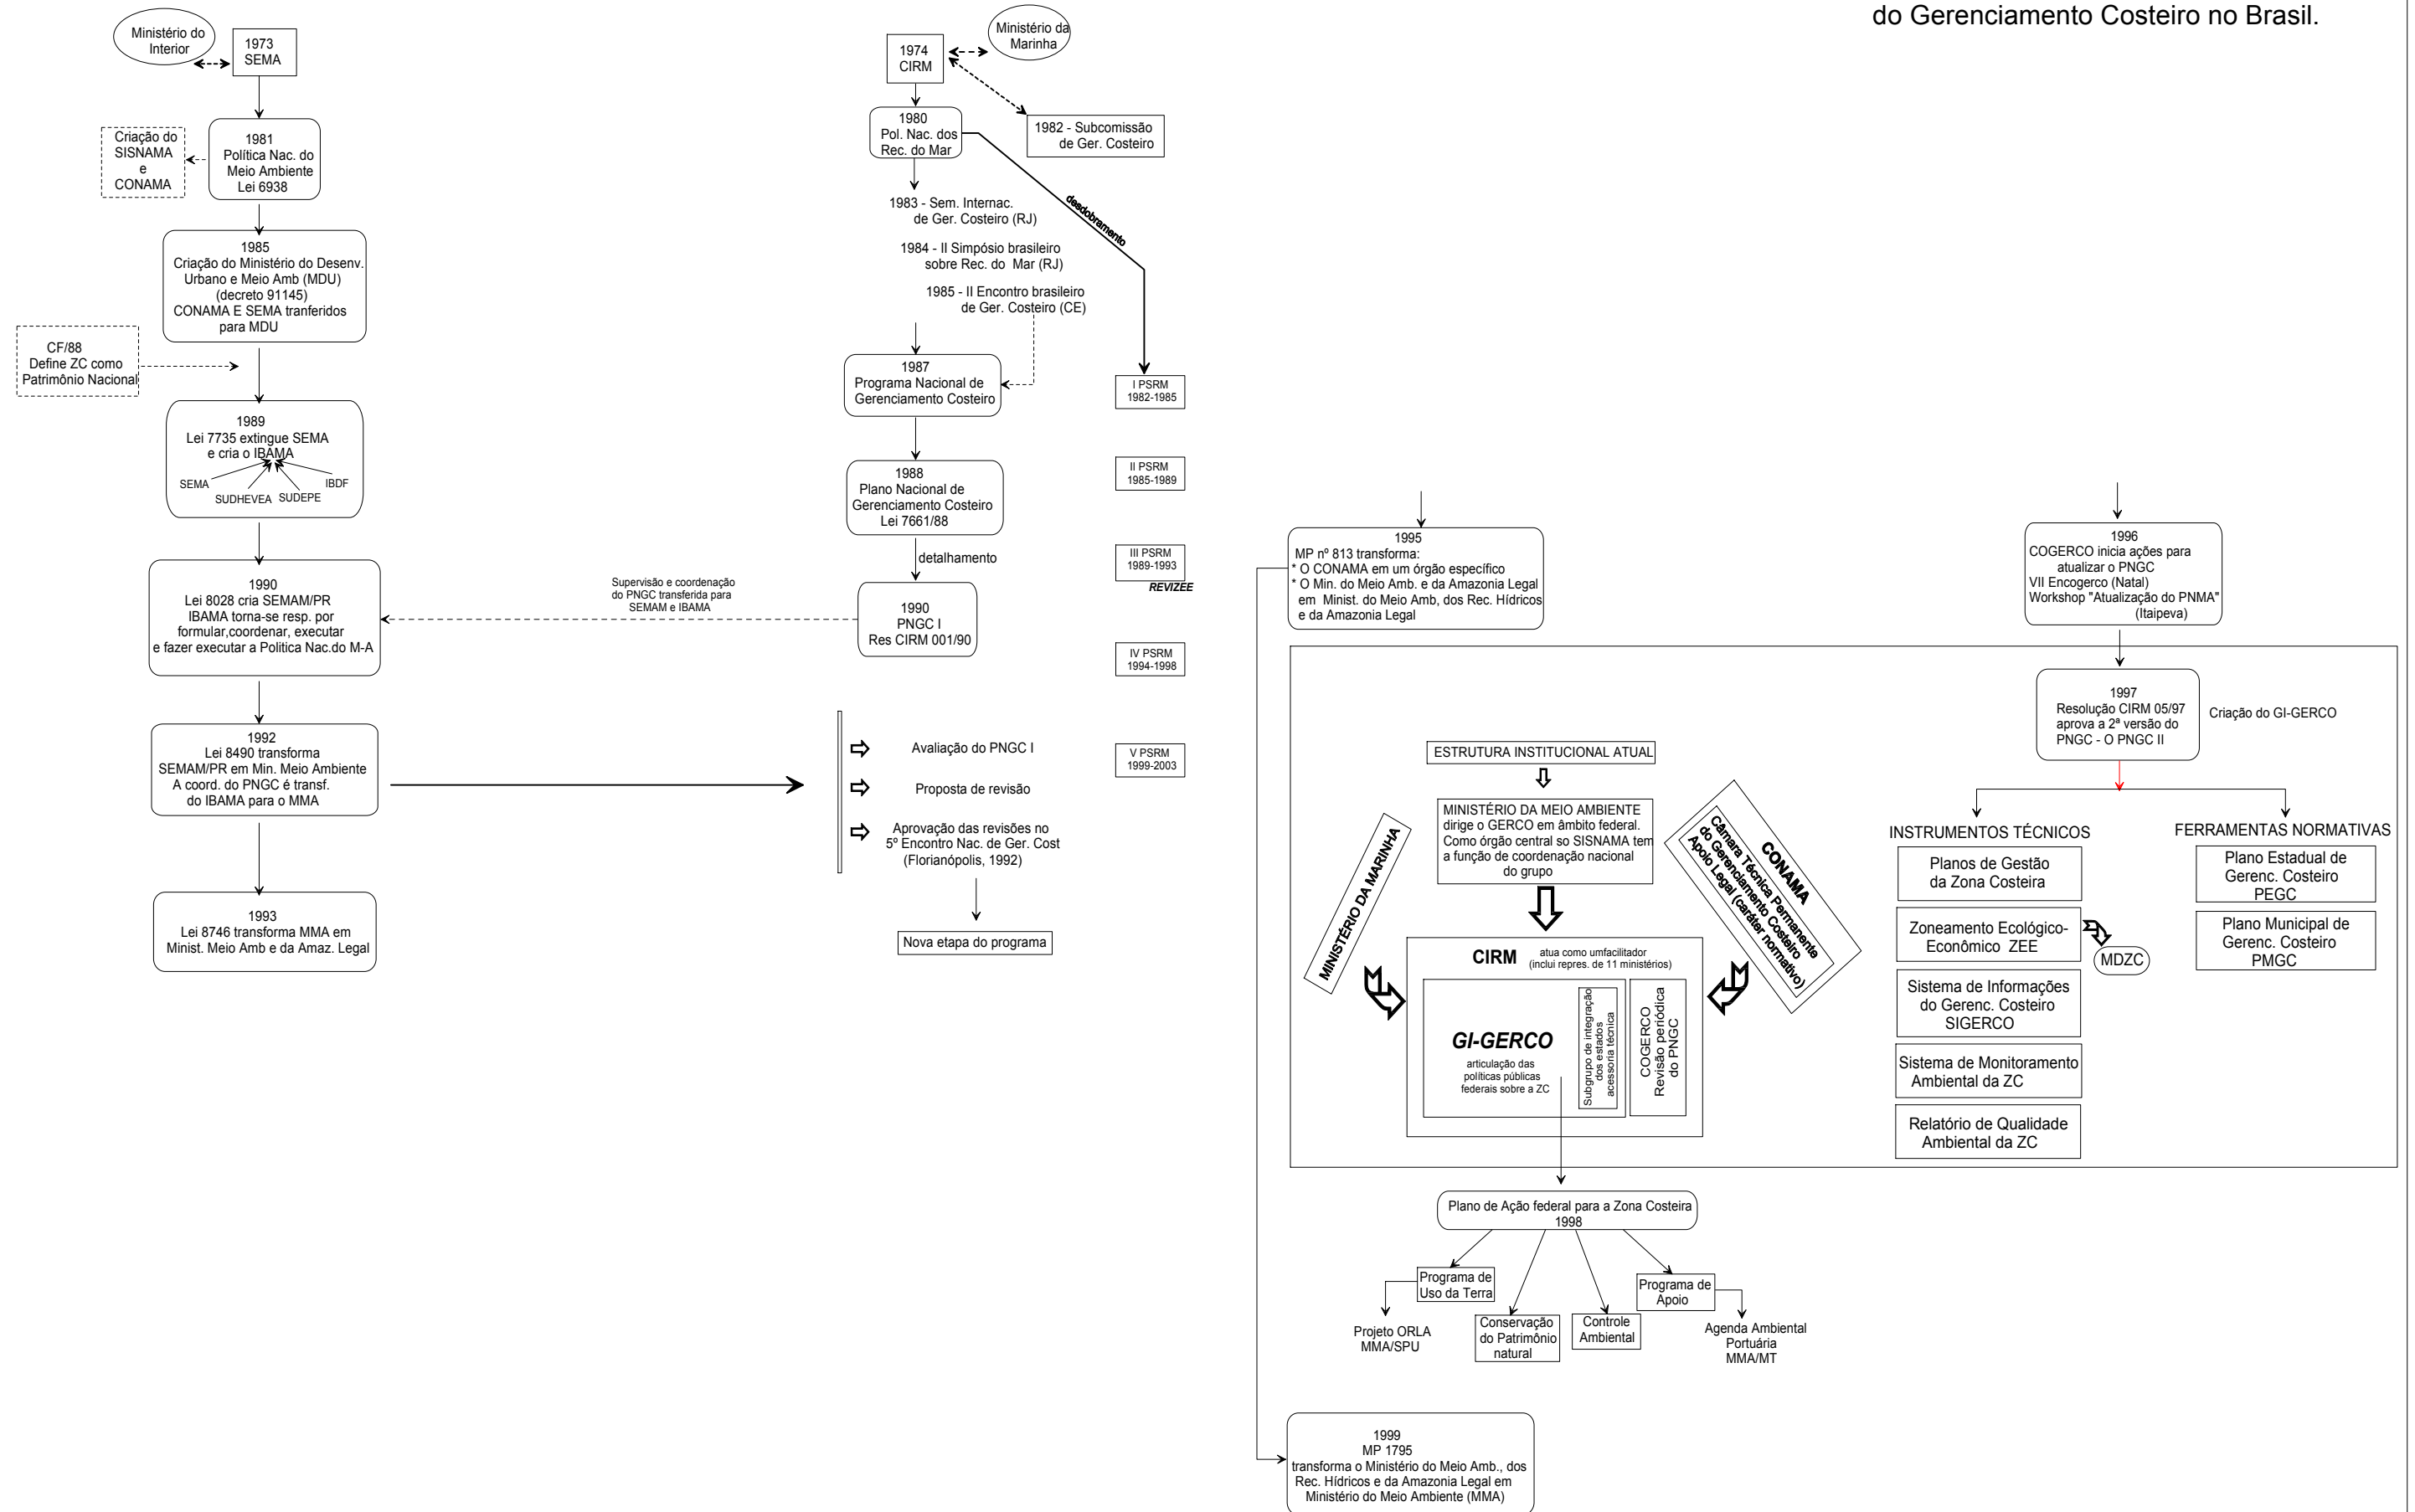 do Gerenciamento Costeiro no Brasil.
Ministério do
Interior
1973
SEMA
Criação do
SISNAMA
e
CONAMA
1981
Política Nac. do
Meio Ambiente
Lei 6938
1985
Criação do Ministério do Desenv.
Urbano e Meio Amb (MDU)
(decreto 91145)
CONAMA E SEMA tranferidos
para MDU
CF/88
Define ZC como
Patrimônio Nacional
1989
Lei 7735 extingue SEMA
e cria o IBAMA
SEMA
SUDHEVEA
SUDEPE
IBDF
1990
Lei 8028 cria SEMAM/PR
IBAMA torna-se resp. por
formular,coordenar, executar
e fazer executar a Politica Nac.do M-A
1992
Lei 8490 transforma
SEMAM/PR em Min. Meio Ambiente
A coord. do PNGC é transf.
do IBAMA para o MMA
1993
Lei 8746 transforma MMA em
Minist. Meio Amb e da Amaz. Legal
1974
CIRM
Ministério da
Marinha
1980
Pol. Nac. dos
Rec. do Mar
1982 - Subcomissão
de Ger. Costeiro
desdobramento
1983 - Sem. Internac.
de Ger. Costeiro (RJ)
1984 - II Simpósio brasileiro
sobre Rec. do Mar (RJ)
1985 - II Encontro brasileiro
de Ger. Costeiro (CE)
1987
Programa Nacional de
Gerenciamento Costeiro
1988
Plano Nacional de
Gerenciamento Costeiro
Lei 7661/88
detalhamento
1990
PNGC I
Res CIRM 001/90
Supervisão e coordenação
do PNGC transferida para
SEMAM e IBAMA
I PSRM
1982-1985
II PSRM
1985-1989
III PSRM
1989-1993
REVIZEE
IV PSRM
1994-1998
V PSRM
1999-2003
Avaliação do PNGC I
Proposta de revisão
Aprovação das revisões no
5º Encontro Nac. de Ger. Cost
(Florianópolis, 1992)
Nova etapa do programa
1995
MP nº 813 transforma:
* O CONAMA em um órgão específico
* O Min. do Meio Amb. e da Amazonia Legal
em Minist. do Meio Amb, dos Rec. Hídricos
e da Amazonia Legal
1996
COGERCO inicia ações para
atualizar o PNGC
VII Encogerco (Natal)
Workshop "Atualização do PNMA"
(Itaipeva)
1997
Resolução CIRM 05/97
aprova a 2ª versão do
PNGC - O PNGC II
Criação do GI-GERCO
ESTRUTURA INSTITUCIONAL ATUAL
MINISTÉRIO DA MEIO AMBIENTE
dirige o GERCO em âmbito federal.
Como órgão central so SISNAMA tem
a função de coordenação nacional
do grupo
MINISTÉRIO DA MARINHA
CONAMA
Câmara Técnica Permanente
do Gerenciamento Costeiro
Apoio Legal (caráter normativo)
CIRM
atua como umfacilitador
(inclui repres. de 11 ministérios)
GI-GERCO
articulação das
políticas públicas
federais sobre a ZC
Subgrupo de integração
dos estados
acessoria técnica
COGERCO
Revisão periódica
do PNGC
INSTRUMENTOS TÉCNICOS
Planos de Gestão
da Zona Costeira
Zoneamento Ecológico-
Econômico ZEE
MDZC
Sistema de Informações
do Gerenc. Costeiro
SIGERCO
Sistema de Monitoramento
Ambiental da ZC
Relatório de Qualidade
Ambiental da ZC
FERRAMENTAS NORMATIVAS
Plano Estadual de
Gerenc. Costeiro
PEGC
Plano Municipal de
Gerenc. Costeiro
PMGC
Plano de Ação federal para a Zona Costeira
1998
Programa de
Uso da Terra
Projeto ORLA
MMA/SPU
Conservação
do Patrimônio
natural
Controle
Ambiental
Programa de
Apoio
Agenda Ambiental
Portuária
MMA/MT
1999
MP 1795
transforma o Ministério do Meio Amb., dos
Rec. Hídricos e da Amazonia Legal em
Ministério do Meio Ambiente (MMA)